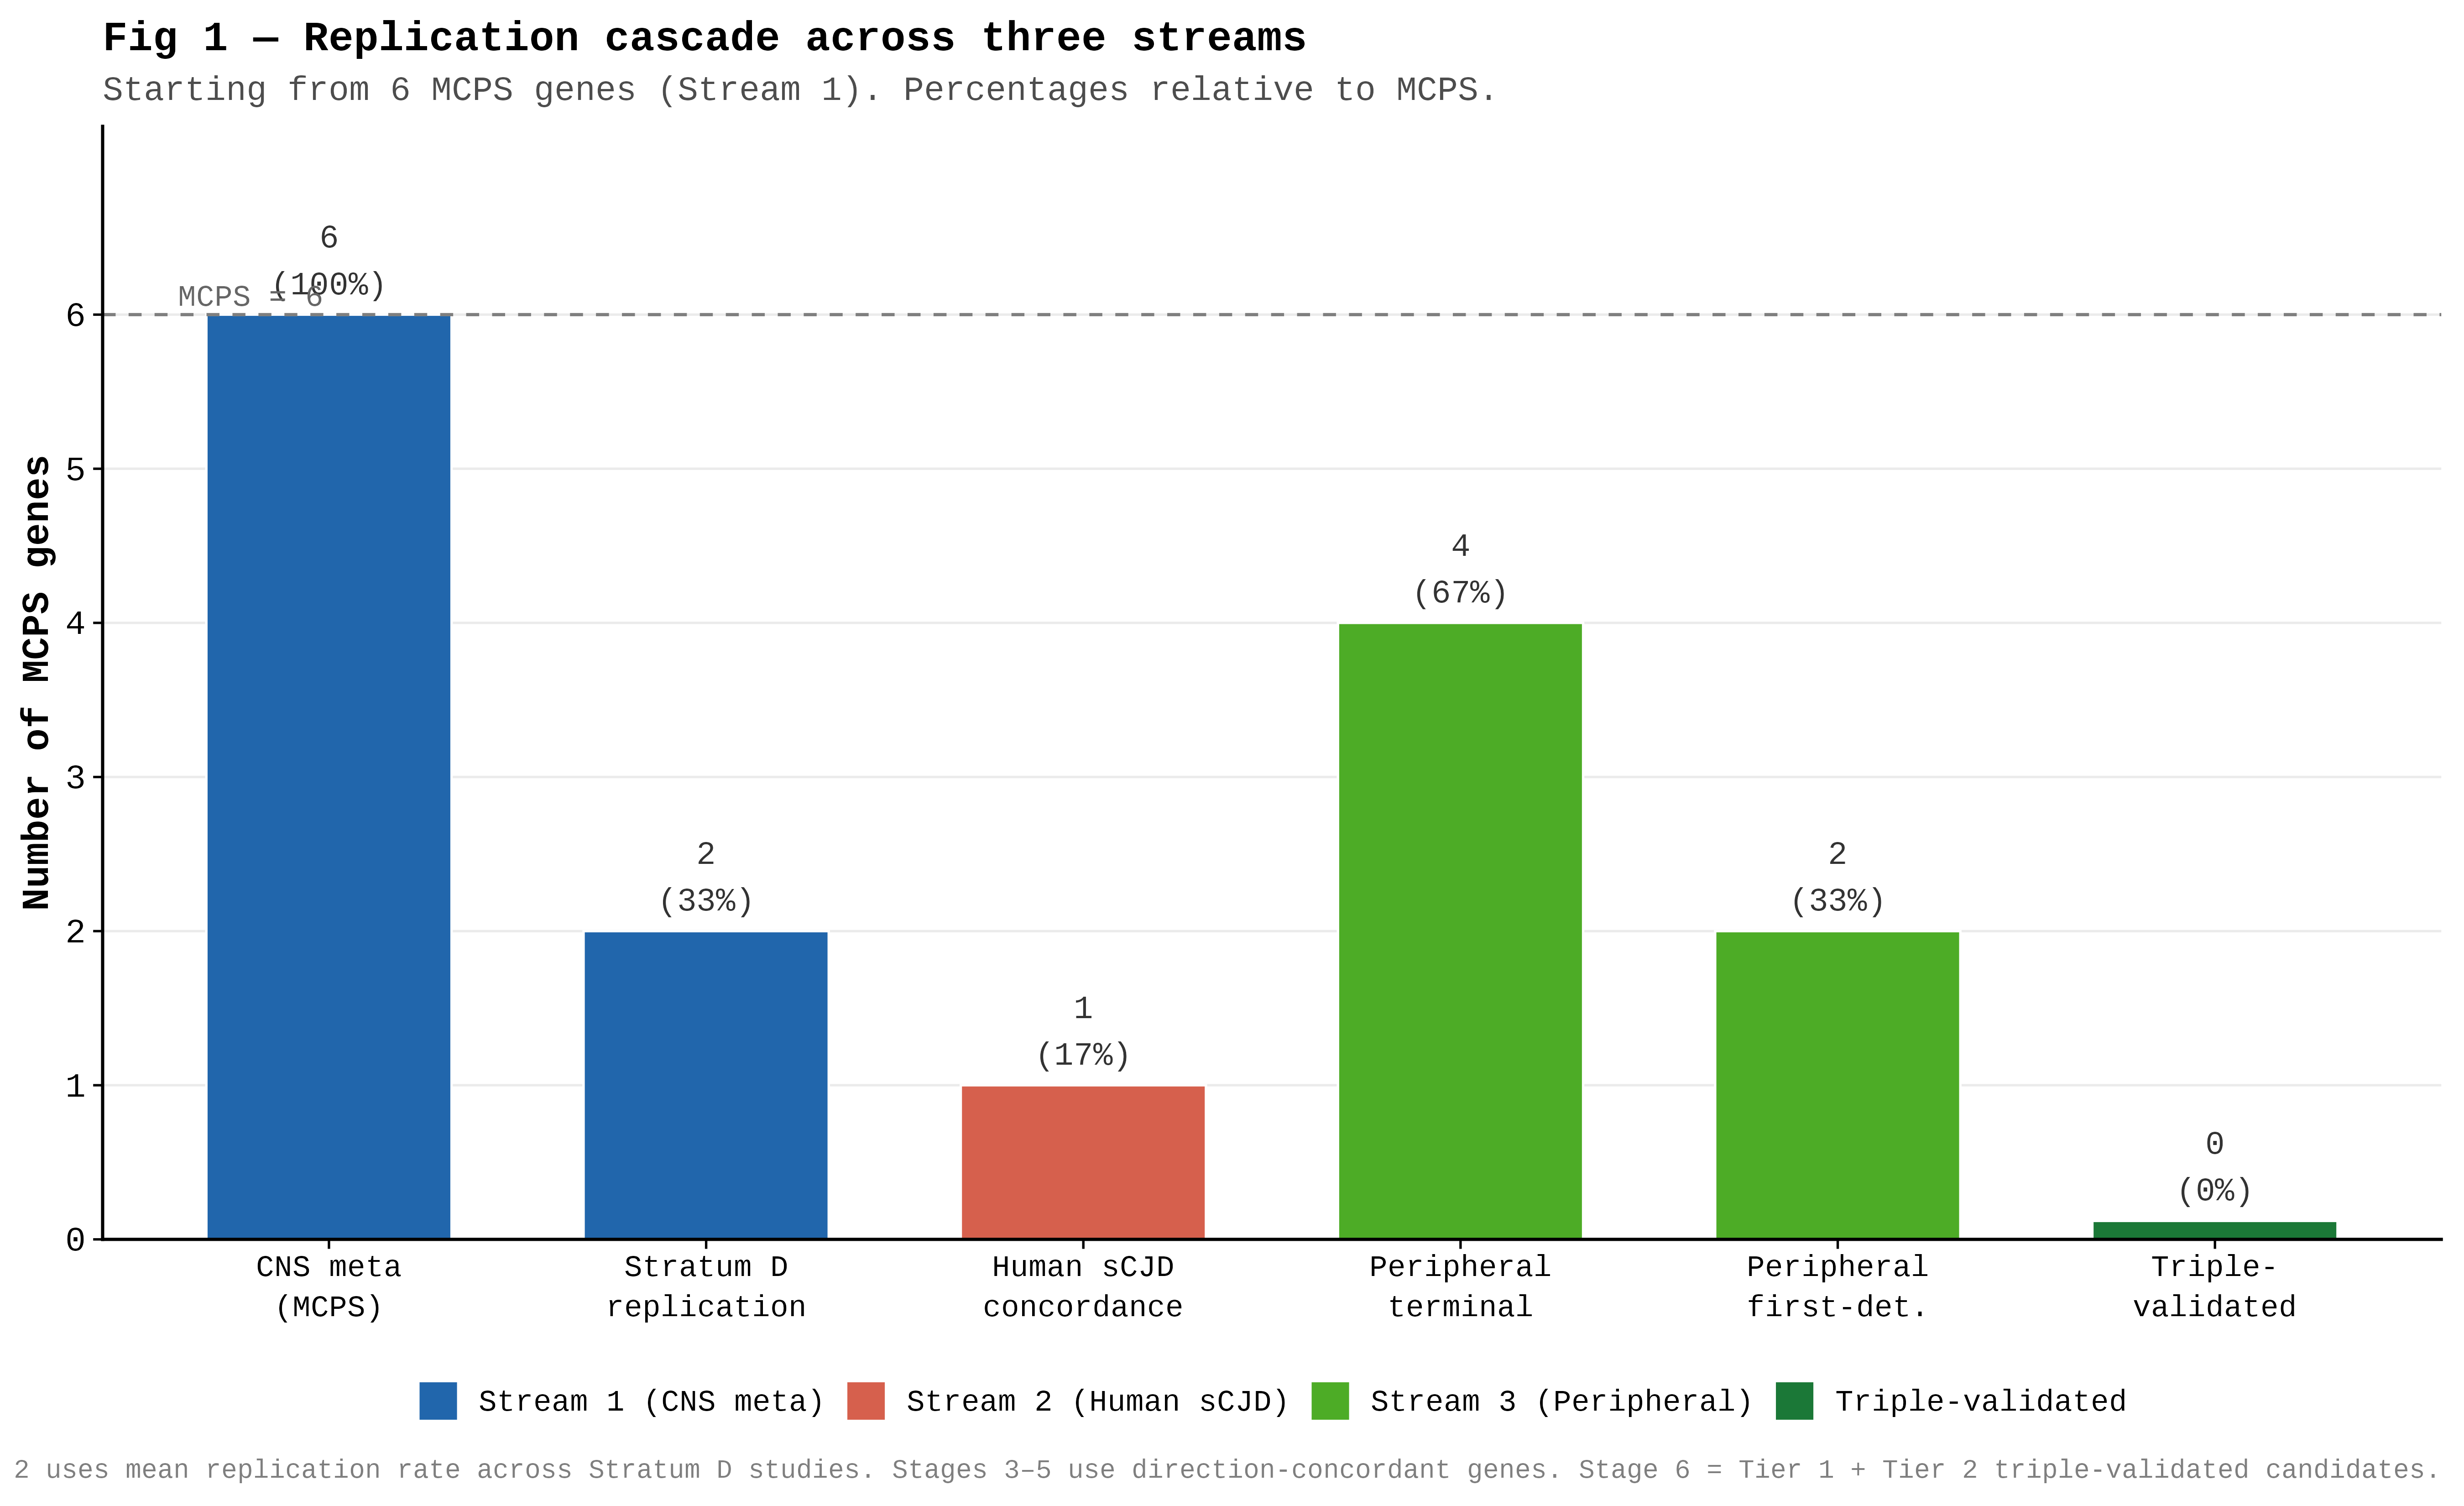 Fig 1 — Replication cascade across three streams
Starting from 6 MCPS genes (Stream 1). Percentages relative to MCPS.
Number of MCPS genes
6
(100%)
MCPS = 6
6
5
4
3
2
1
0
2
(33%)
1
(17%)
4
(67%)
2
(33%)
0
(0%)
CNS meta
(MCPS)
Stratum D
replication
Human sCJD
concordance
Peripheral
terminal
Peripheral
first-det.
Triple-
validated
Stream 1 (CNS meta)
Stream 2 (Human sCJD)
Stream 3 (Peripheral)
Triple-validated
2 uses mean replication rate across Stratum D studies. Stages 3–5 use direction-concordant genes. Stage 6 = Tier 1 + Tier 2 triple-validated candidates.